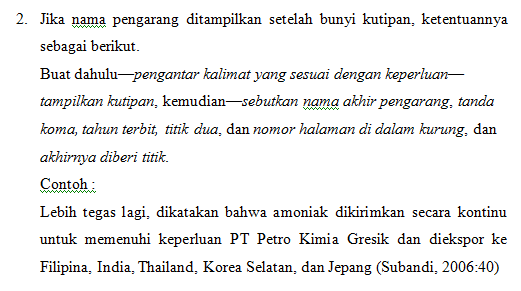 2. Jika nama pengarang ditampilkan setelah bunyi kutipan, ketentuannya
sebagai berikut.
Buat dahulu—pengantar kalimat yang sesuai dengan keperluan—
tampilkan kutipan, kemudian—sebutkan nama akhir pengarang, tanda
koma, tahun terbit, titik dua, dan nomor halaman di dalam kurung, dan
akhirnya diberi titik.
Contoh :
Lebih tegas lagi, dikatakan bahwa amoniak dikirimkan secara kontinu
untuk memenuhi keperluan PT Petro Kimia Gresik dan diekspor ke
Filipina, India, Thailand, Korea Selatan, dan Jepang (Subandi, 2006:40)